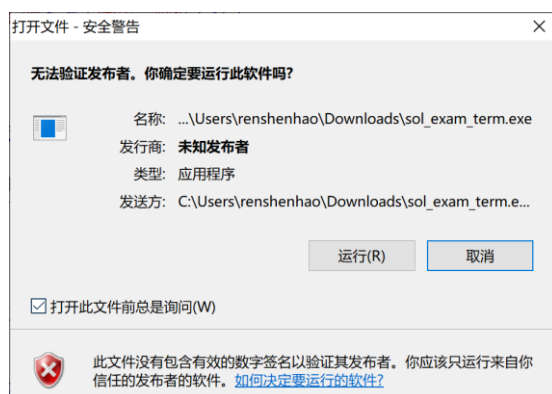 打开文件 - 安全警告
无法验证发布者。你确定要运行此软件吗?
名称: ...\Users\renshenhao\Downloads\sol_exam_term.exe
发行商: 未知发布者
类型: 应用程序
发送方: C:\Users\renshenhao\Downloads\sol_exam_term.e...
运行(R) 取消
打开此文件前总是询问(W)
此文件没有包含有效的数字签名以验证其发布者。你应该只运行来自你
信任的发布者的软件。如何决定要运行的软件?